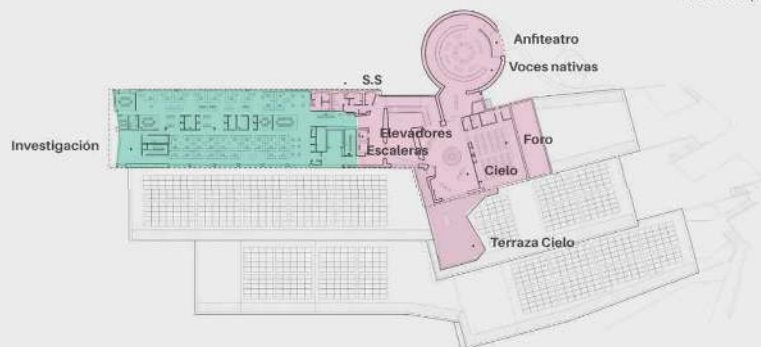 Anfiteatro
Voces nativas
S.S
Elevadores
Escaleras
Foro
Investigación
Cielo
Terraza Cielo